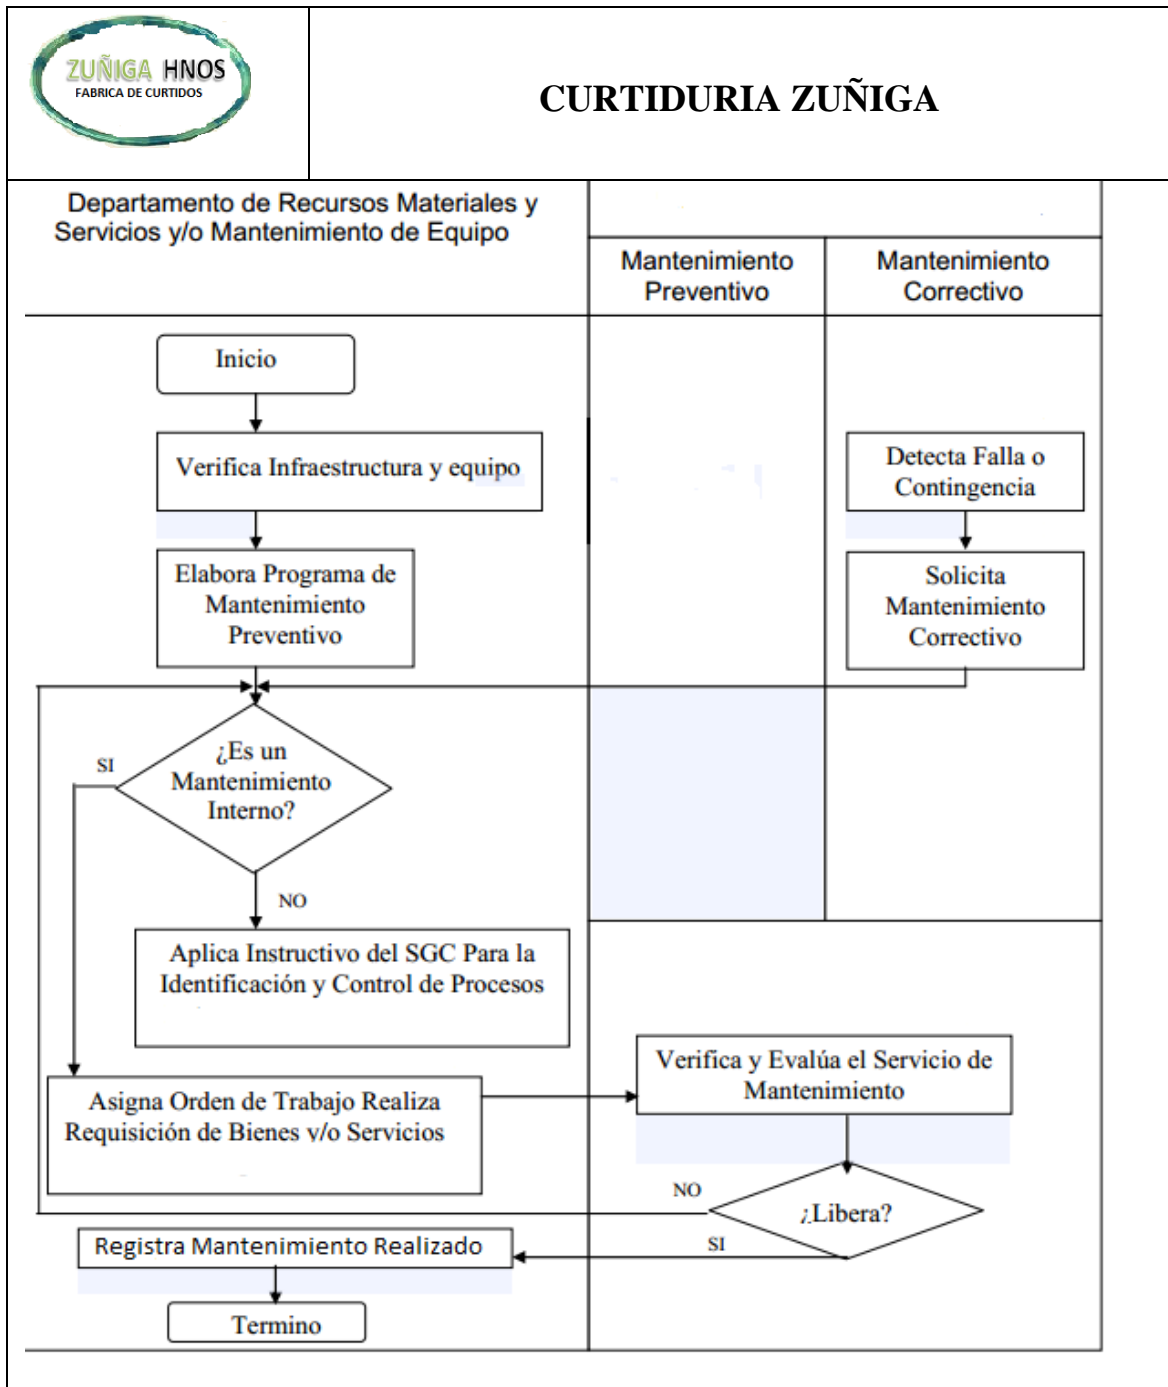 ZUÑIGA HNOS
FABRICA DE CURTIDOS
CURTIDURIA ZUÑIGA
Departamento de Recursos Materiales y
Servicios y/o Mantenimiento de Equipo
Mantenimiento
Preventivo
Mantenimiento
Correctivo
Inicio
Verifica Infraestructura y equipo
Detecta Falla o
Contingencia
Elabora Programa de
Mantenimiento
Preventivo
Solicita
Mantenimiento
Correctivo
¿Es un
Mantenimiento
Interno?
SI
NO
Aplica Instructivo del SGC Para la
Identificación y Control de Procesos
Asigna Orden de Trabajo Realiza
Requisición de Bienes y/o Servicios
Verifica y Evalúa el Servicio de
Mantenimiento
NO
¿Libera?
SI
Registra Mantenimiento Realizado
Termino